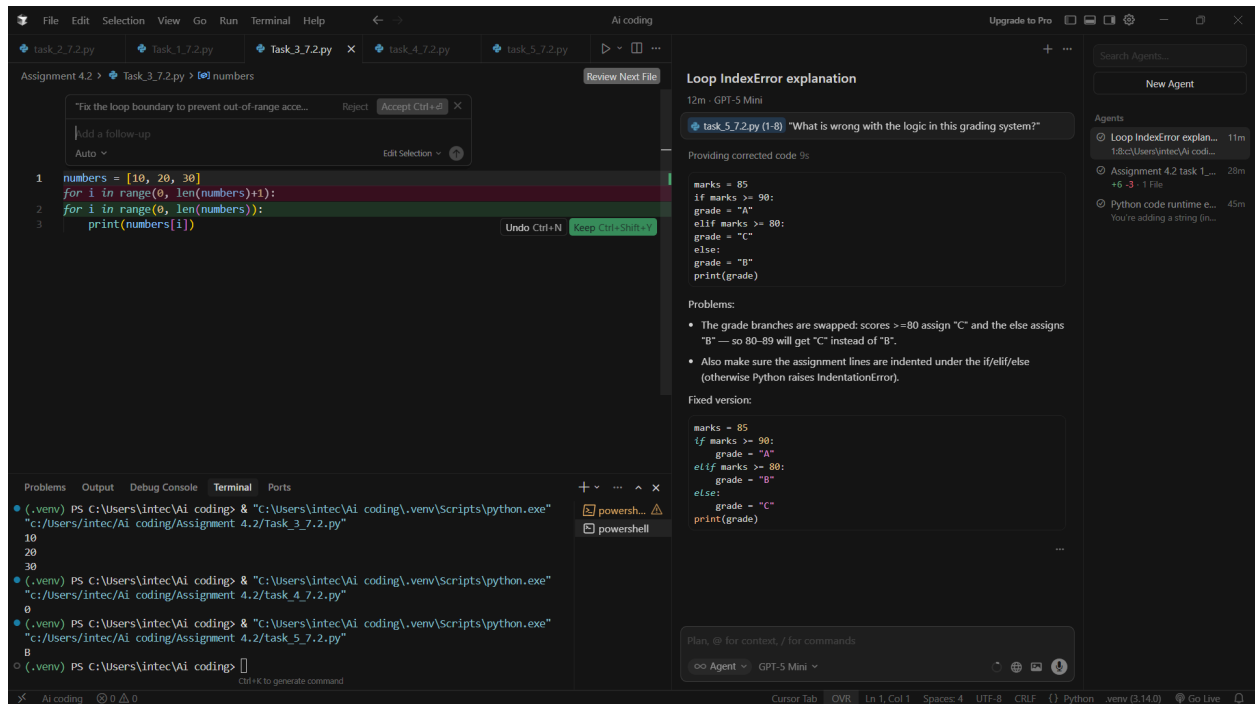 File Edit Selection View Go Run Terminal Help
Ai coding
Upgrade to Pro
task_2_7.2.py Task_1_7.2.py Task_3_7.2.py task_4_7.2.py task_5_7.2.py
Assignment 4.2 > Task_3_7.2.py > numbers
Review Next File
"Fix the loop boundary to prevent out-of-range acce... Reject Accept Ctrl+⏎
Add a follow-up
Auto Edit Selection
1 numbers = [10, 20, 30]
for i in range(0, len(numbers)+1):
2 for i in range(0, len(numbers)):
3 print(numbers[i])
Undo Ctrl+N Keep Ctrl+Shift+Y
Problems Output Debug Console Terminal Ports
(.venv) PS C:\Users\intec\Ai coding> & "C:\Users\intec\Ai coding\.venv\Scripts\python.exe"
"c:/Users/intec/Ai coding/Assignment 4.2/Task_3_7.2.py"
10
20
30
(.venv) PS C:\Users\intec\Ai coding> & "C:\Users\intec\Ai coding\.venv\Scripts\python.exe"
"c:/Users/intec/Ai coding/Assignment 4.2/task_4_7.2.py"
0
(.venv) PS C:\Users\intec\Ai coding> & "C:\Users\intec\Ai coding\.venv\Scripts\python.exe"
"c:/Users/intec/Ai coding/Assignment 4.2/task_5_7.2.py"
B
(.venv) PS C:\Users\intec\Ai coding>
Ctrl+K to generate command
powersh...
powershell
Loop IndexError explanation
12m · GPT-5 Mini
task_5_7.2.py (1-8) "What is wrong with the logic in this grading system?"
Providing corrected code 9s
marks = 85
if marks >= 90:
grade = "A"
elif marks >= 80:
grade = "C"
else:
grade = "B"
print(grade)
Problems:
• The grade branches are swapped: scores >=80 assign "C" and the else assigns
"B" — so 80–89 will get "C" instead of "B".
• Also make sure the assignment lines are indented under the if/elif/else
(otherwise Python raises IndentationError).
Fixed version:
marks = 85
if marks >= 90:
grade = "A"
elif marks >= 80:
grade = "B"
else:
grade = "C"
print(grade)
Plan, @ for context, / for commands
Agent GPT-5 Mini
Search Agents...
New Agent
Agents
Loop IndexError explan... 11m
1:8:c:\Users\intec\Ai codi...
Assignment 4.2 task 1_... 28m
+6 -3 · 1 File
Python code runtime e... 45m
You're adding a string (in...
Ai coding 0 0
Cursor Tab OVR Ln 1, Col 1 Spaces: 4 UTF-8 CRLF {} Python .venv (3.14.0) Go Live